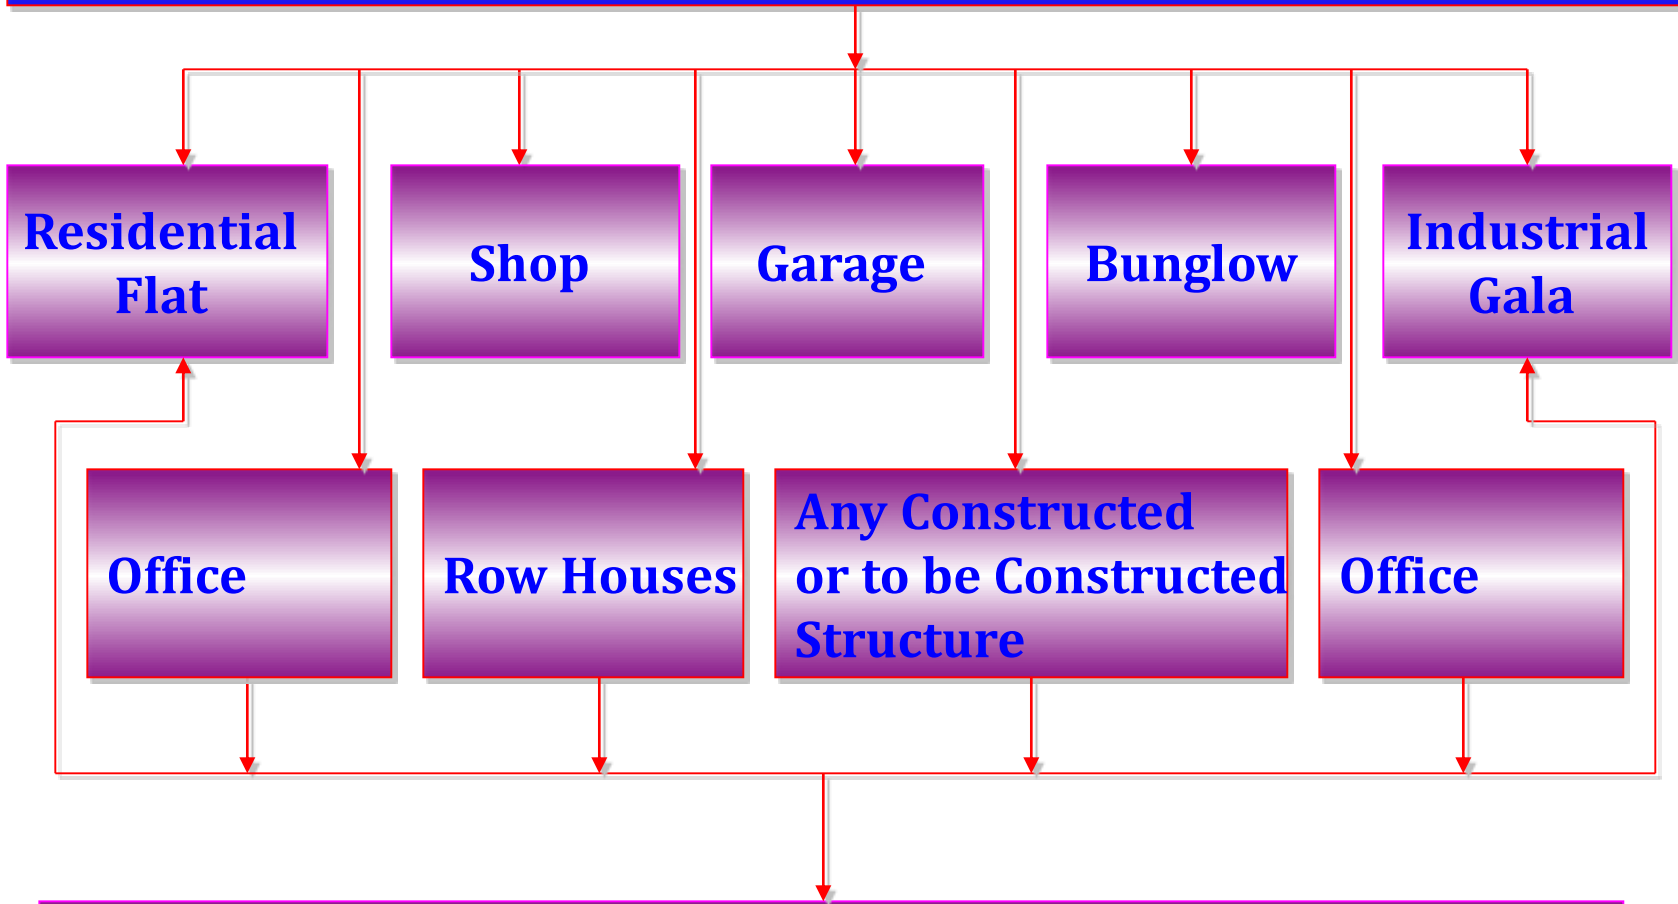 Residential
Flat
Shop
Garage
Bunglow
Industrial
Gala
Office
Row Houses
Any Constructed
or to be Constructed
Structure
Office